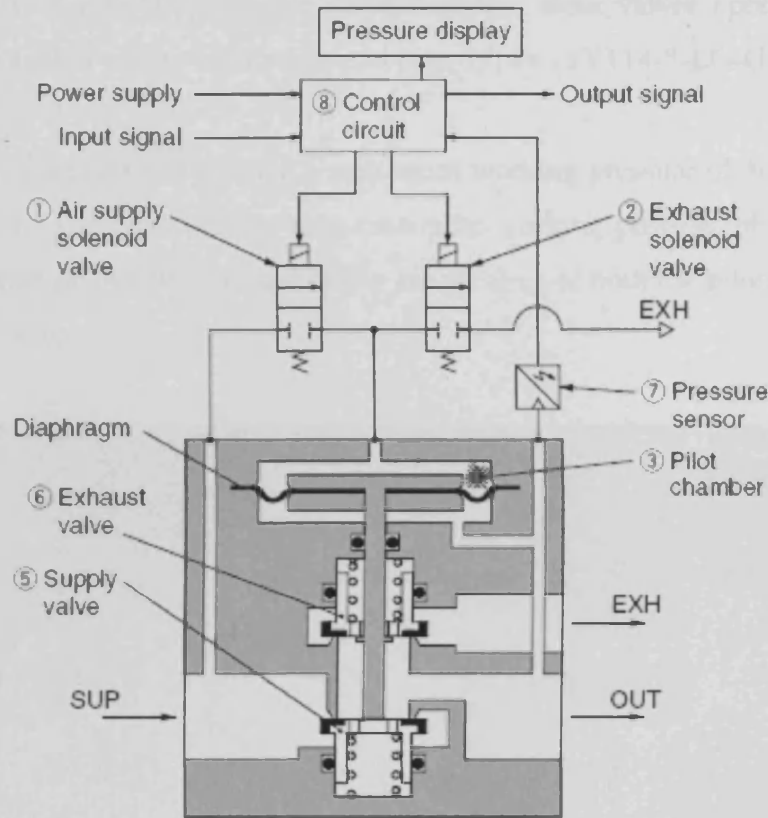 Pressure display
Power supply
⑧ Control
circuit
Output signal
Input signal
① Air supply
solenoid
valve
② Exhaust
solenoid
valve
EXH
⑦ Pressure
sensor
Diaphragm
③ Pilot
chamber
⑥ Exhaust
valve
⑤ Supply
valve
EXH
SUP
OUT